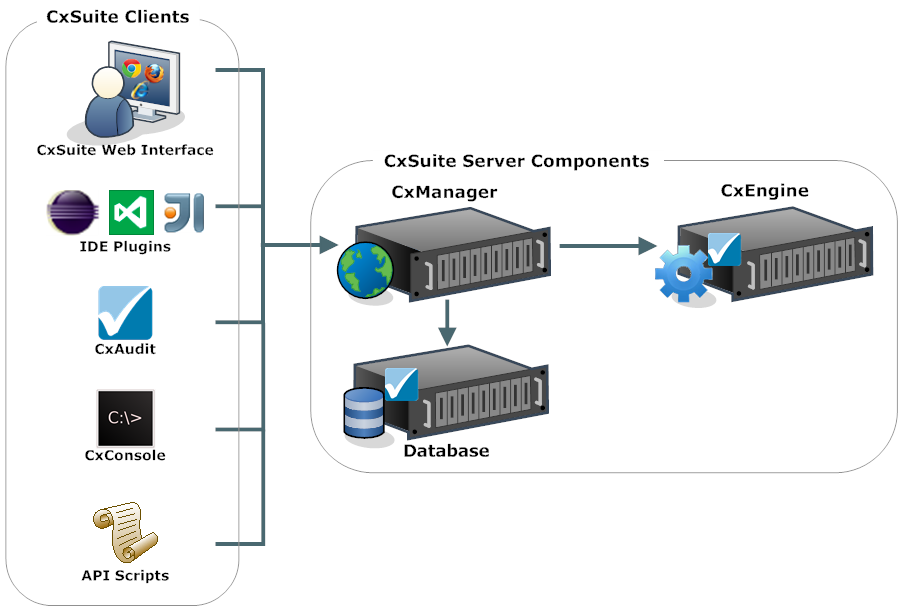 CxSuite Clients
CxSuite Web Interface
IDE Plugins
CxAudit
C:\>
CxConsole
API Scripts
CxSuite Server Components
CxManager
CxEngine
Database